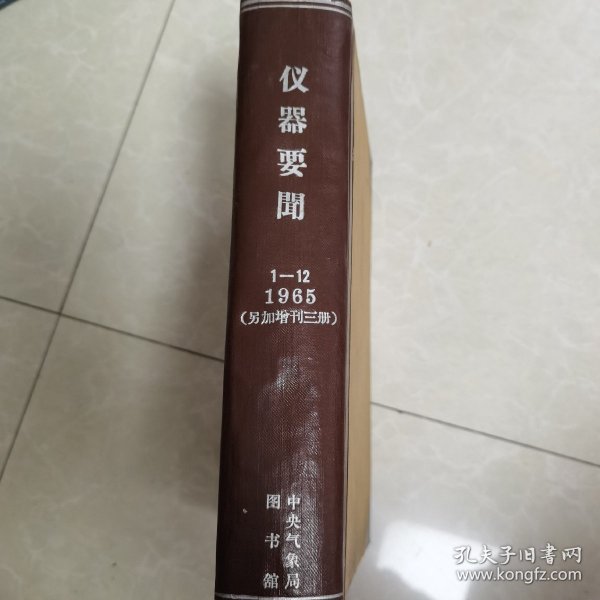 仪器要聞
1—12
1965
(另加增刊三册)
中央气象局
图书舘
孔夫子旧书网
www.kongfz.com